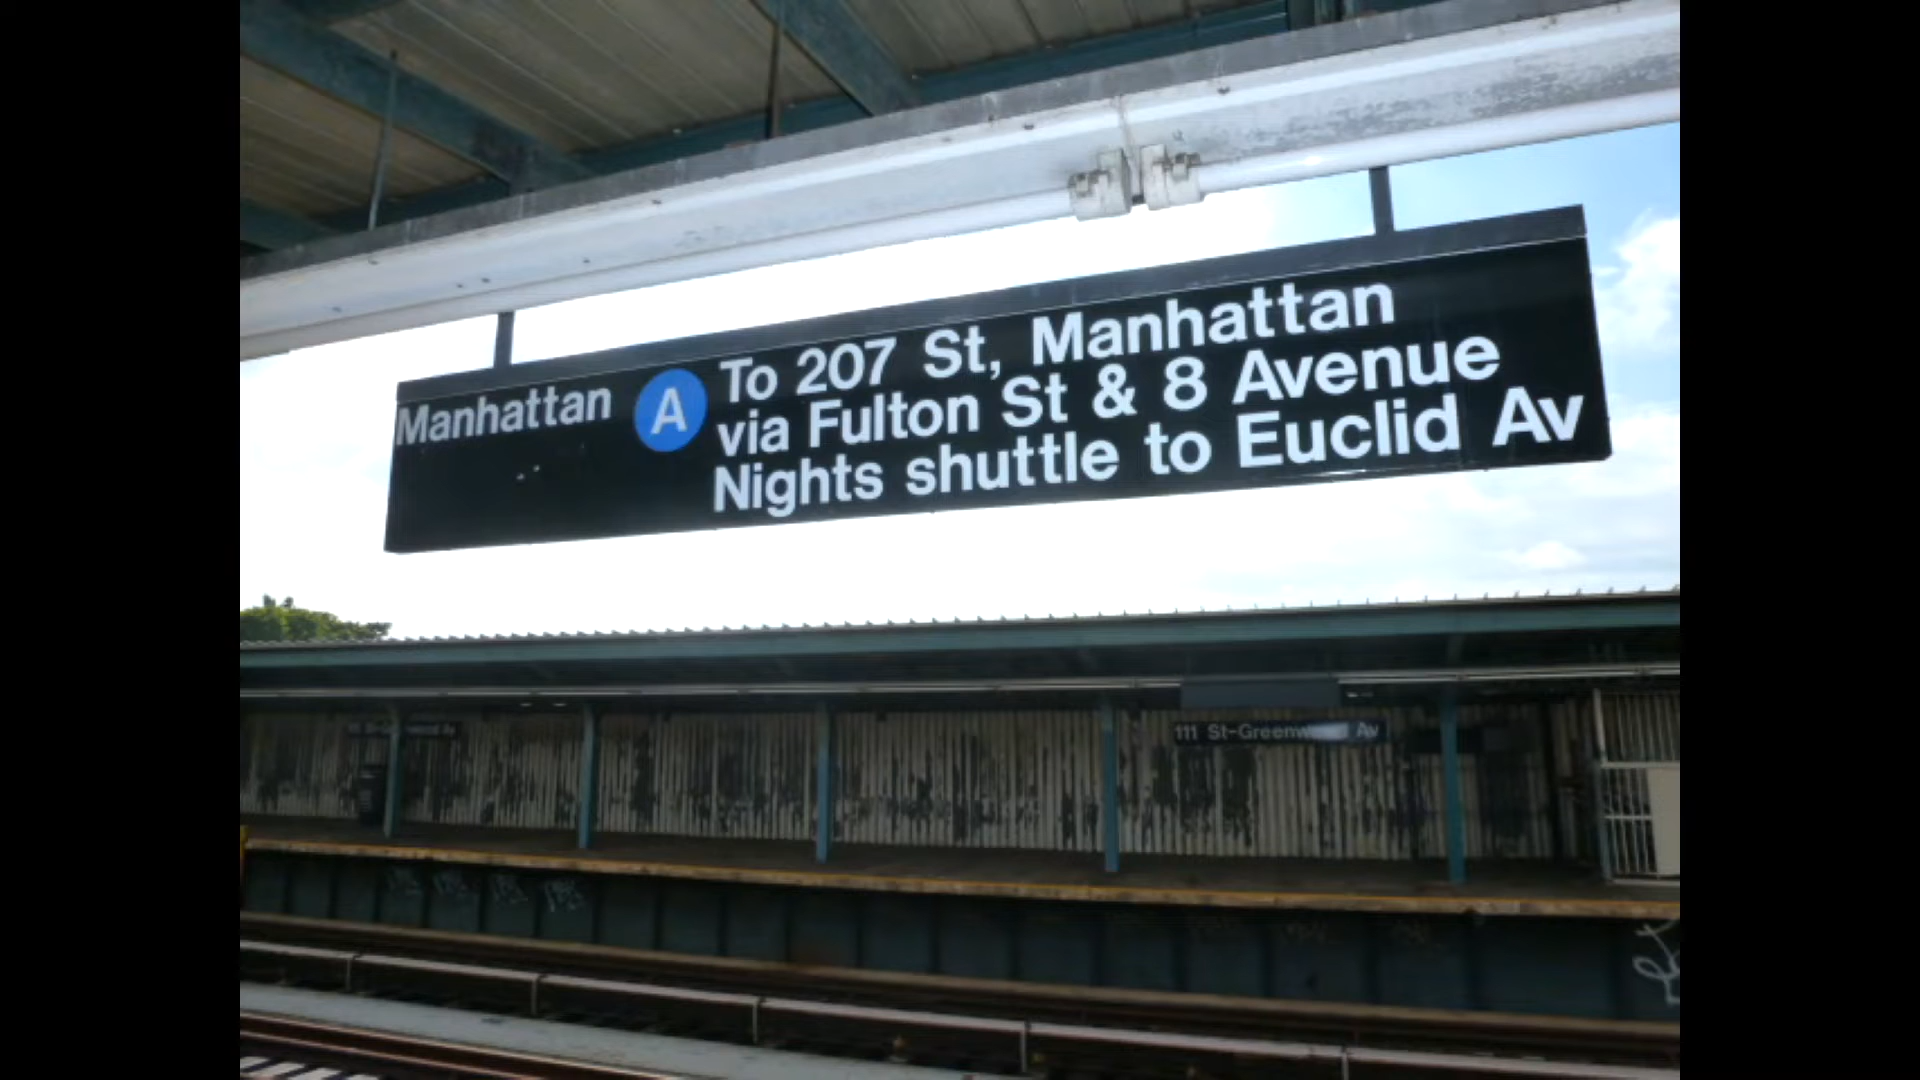 Manhattan
A
To 207 St, Manhattan
via Fulton St & 8 Avenue
Nights shuttle to Euclid Av
111 St-Greenw Av